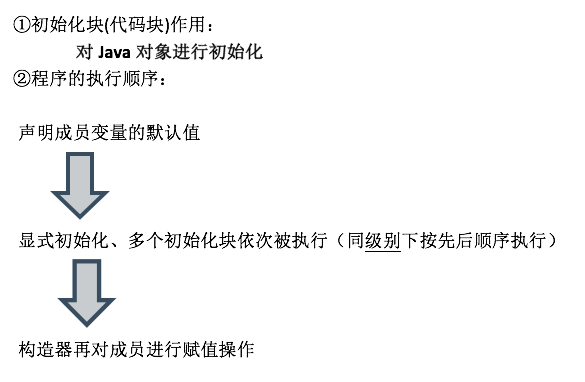 ①初始化块(代码块)作用：
对 Java 对象进行初始化
②程序的执行顺序：
声明成员变量的默认值
显式初始化、多个初始化块依次被执行（同级别下按先后顺序执行）
构造器再对成员进行赋值操作